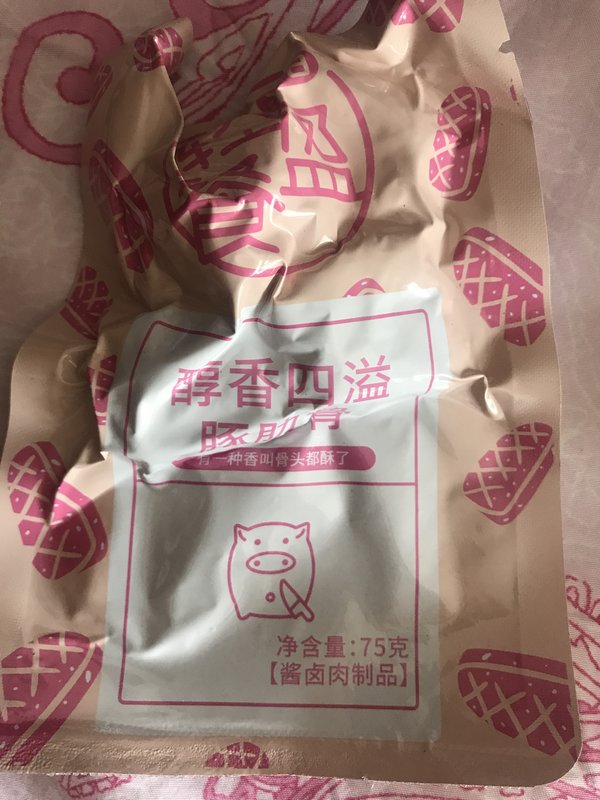 醇香四溢
豚肋骨
有一种香叫骨头都酥了
净含量:75克
【酱卤肉制品】